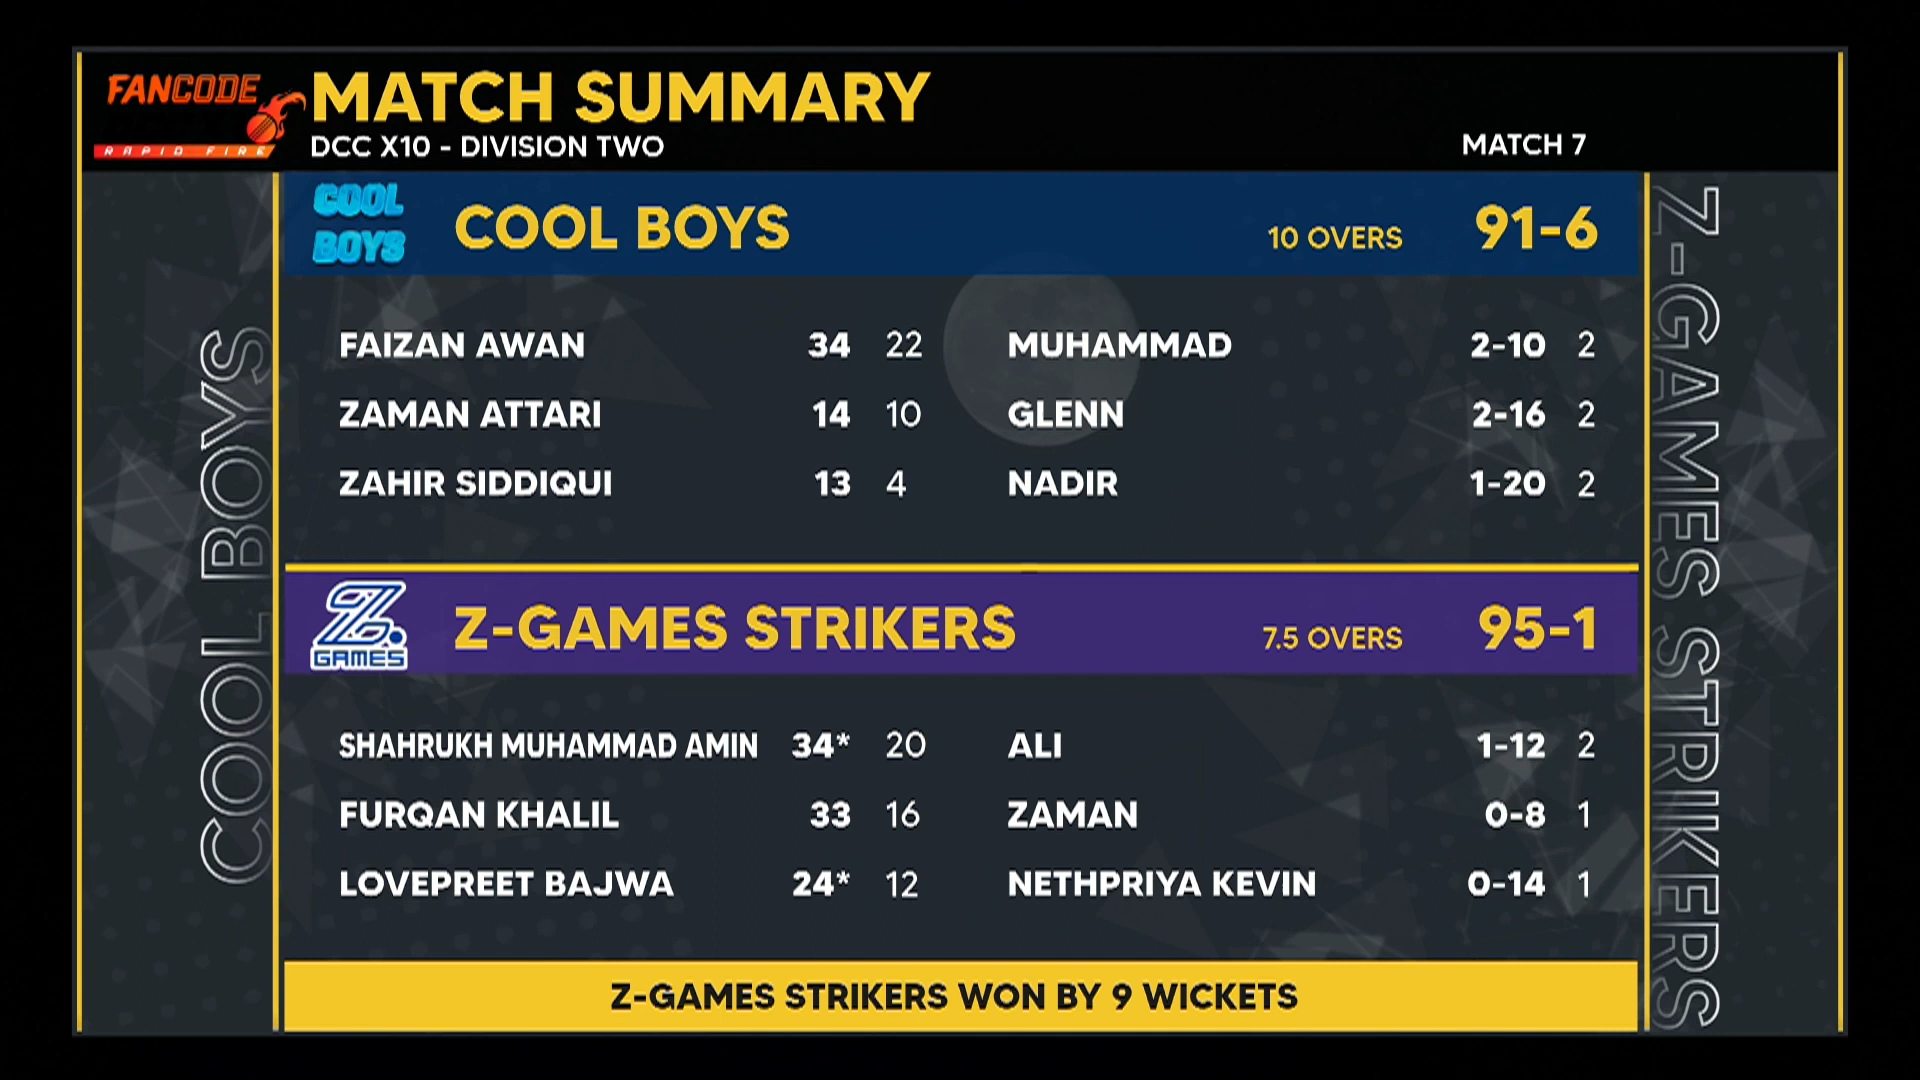 FANCODE
RAPID FIRE
MATCH SUMMARY
DCC X10 - DIVISION TWO
MATCH 7
COOL BOYS
COOL
BOYS
COOL BOYS
10 OVERS
91-6
FAIZAN AWAN 34 22 MUHAMMAD 2-10 2
ZAMAN ATTARI 14 10 GLENN 2-16 2
ZAHIR SIDDIQUI 13 4 NADIR 1-20 2
Z.
GAMES
Z-GAMES STRIKERS
7.5 OVERS
95-1
SHAHRUKH MUHAMMAD AMIN 34* 20 ALI 1-12 2
FURQAN KHALIL 33 16 ZAMAN 0-8 1
LOVEPREET BAJWA 24* 12 NETHPRIYA KEVIN 0-14 1
Z-GAMES STRIKERS WON BY 9 WICKETS
Z-GAMES STRIKERS